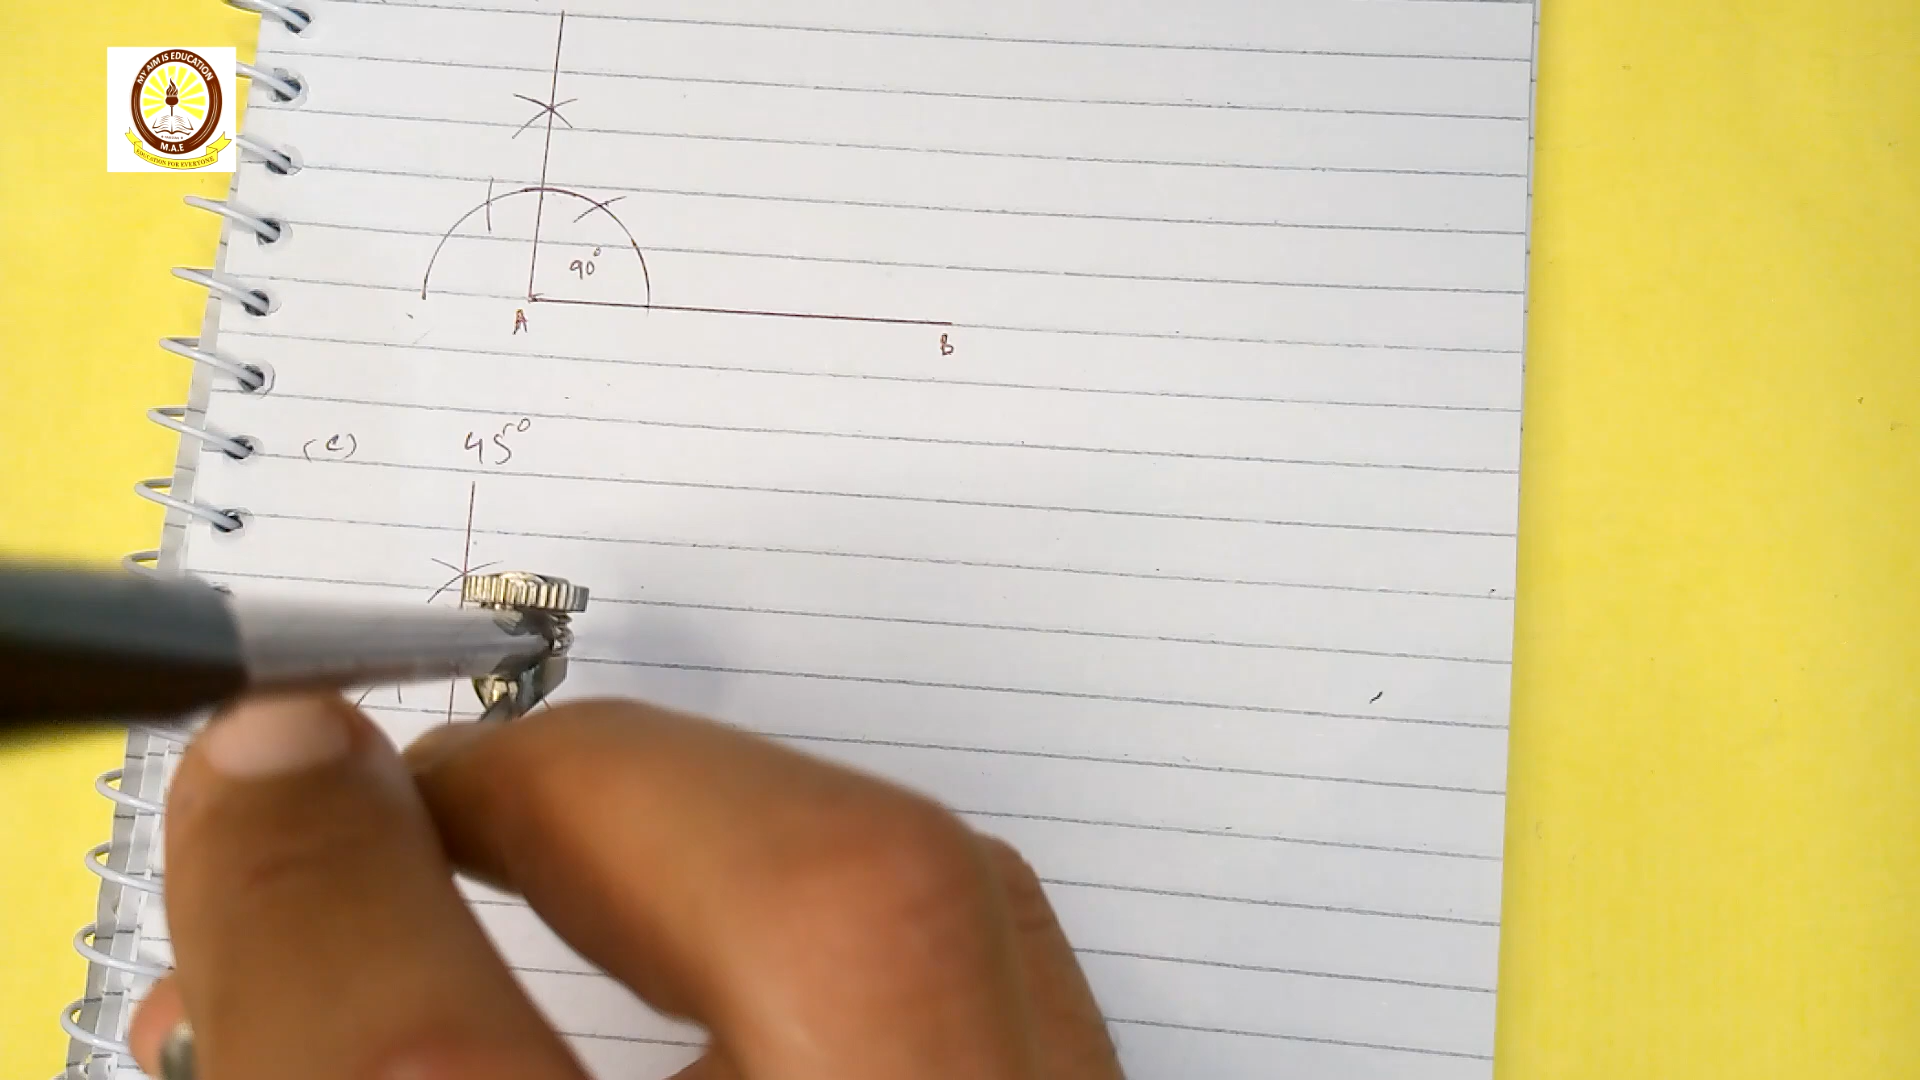 MY AIM IS EDUCATION
M.A.E
EDUCATION FOR EVERYONE
90°
A
B
(c) 45°